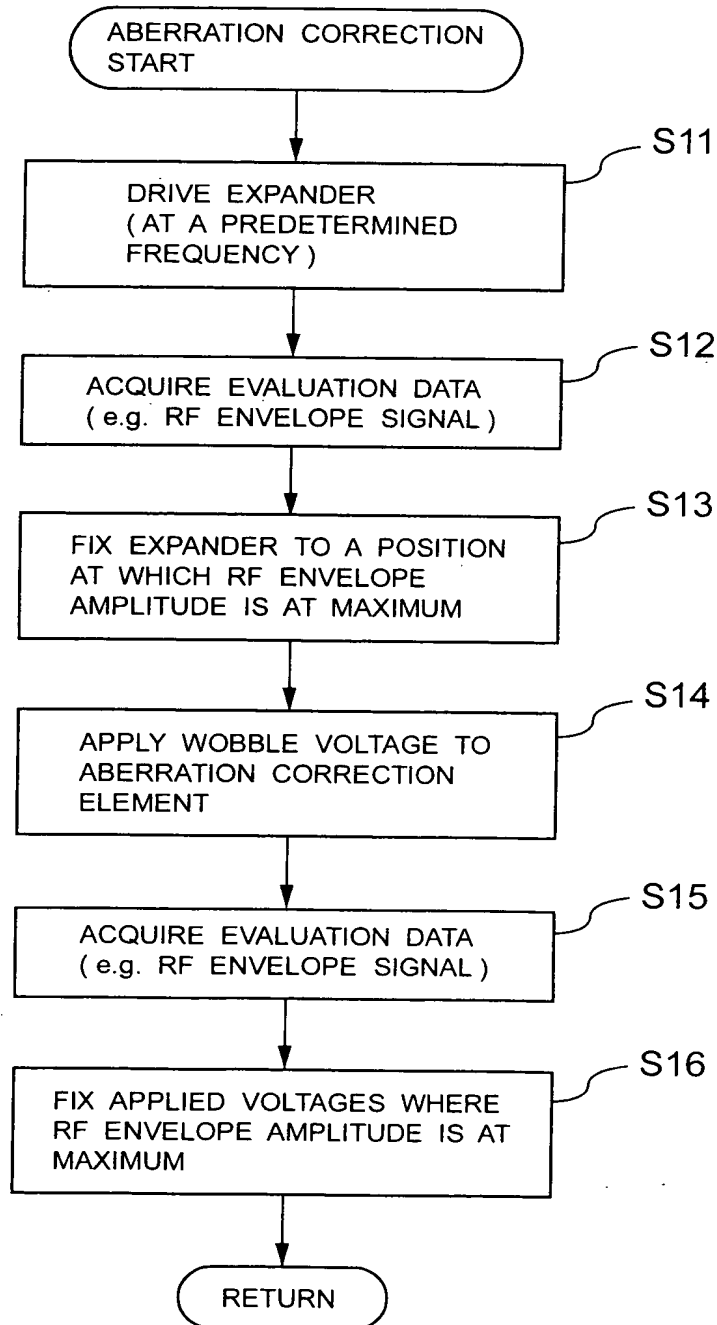 ABERRATION CORRECTION
START
S11
DRIVE EXPANDER
(AT A PREDETERMINED
FREQUENCY)
S12
ACQUIRE EVALUATION DATA
(e.g. RF ENVELOPE SIGNAL)
S13
FIX EXPANDER TO A POSITION
AT WHICH RF ENVELOPE
AMPLITUDE IS AT MAXIMUM
S14
APPLY WOBBLE VOLTAGE TO
ABERRATION CORRECTION
ELEMENT
S15
ACQUIRE EVALUATION DATA
(e.g. RF ENVELOPE SIGNAL)
S16
FIX APPLIED VOLTAGES WHERE
RF ENVELOPE AMPLITUDE IS AT
MAXIMUM
RETURN